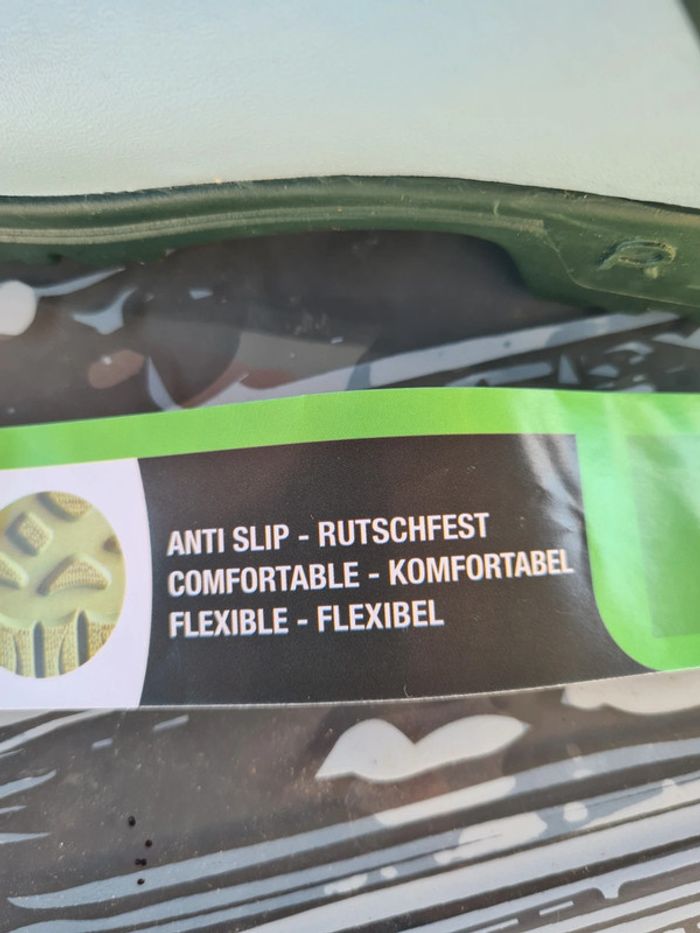 ANTI SLIP - RUTSCHFEST
COMFORTABLE - KOMFORTABEL
FLEXIBLE - FLEXIBEL